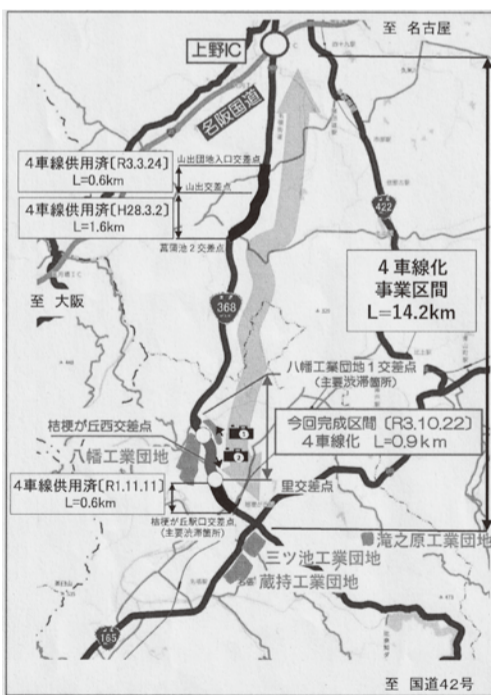 至 名古屋
上野IC
名阪国道
4車線供用済[R3.3.24]
L=0.6km
山出団地入口交差点
山出交差点
4車線供用済[H28.3.2]
L=1.6km
菖蒲池2交差点
422
至 大阪
368
4車線化
事業区間
L=14.2km
八幡工業団地1交差点
(主要渋滞箇所)
桔梗が丘西交差点
今回完成区間〔R3.10.22〕
4車線化 L=0.9km
八幡工業団地
4車線供用済[R1.11.11]
L=0.6km
里交差点
桔梗が丘駅口交差点
(主要渋滞箇所)
滝之原工業団地
三ツ池工業団地
蔵持工業団地
165
至 国道42号